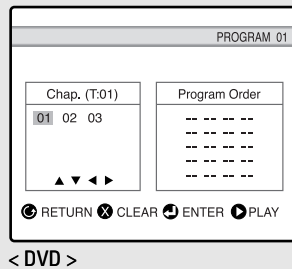 PROGRAM 01
Chap. (T:01)
Program Order
01 02 03
-- -- -- --
-- -- -- --
-- -- -- --
-- -- -- --
-- -- -- --
▲ ▼ ◄ ►
RETURN X CLEAR ENTER PLAY
< DVD >